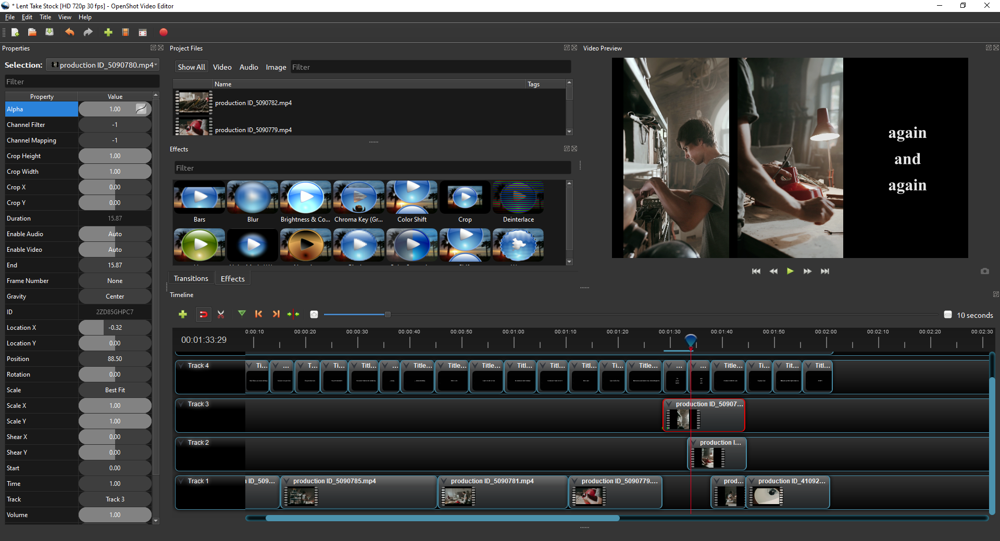 * Lent Take Stock [HD 720p 30 fps] - OpenShot Video Editor
File Edit Title View Help
Properties
Selection: production ID_5090780.mp4
Filter
Property Value
Alpha 1.00
Channel Filter -1
Channel Mapping -1
Crop Height 1.00
Crop Width 1.00
Crop X 0.00
Crop Y 0.00
Duration 15.87
Enable Audio Auto
Enable Video Auto
End 15.87
Frame Number None
Gravity Center
ID 2ZD85GHPC7
Location X -0.32
Location Y 0.00
Position 88.50
Rotation 0.00
Scale Best Fit
Scale X 1.00
Scale Y 1.00
Shear X 0.00
Shear Y 0.00
Start 0.00
Time 1.00
Track Track 3
Volume 1.00
Project Files
Show All Video Audio Image Filter
Name Tags
production ID_5090782.mp4
production ID_5090779.mp4
Effects
Filter
Bars Blur Brightness & Co... Chroma Key (Gr... Color Shift Crop Deinterlace
Transitions Effects
Video Preview
again
and
again
Timeline
10 seconds
00:01:33:29
0:00:10 00:00:20 00:00:30 00:00:40 00:00:50 00:01:00 00:01:10 00:01:20 00:01:30 00:01:40 00:01:50 00:02:00 00:02:10 00:02:20 00:02:30
Track 4 Ti... ... T... Ti... Titl... ... Title... Title... Title... Titl... Titl... Titl... Ti... Title... ... ... Title... Ti... Tit... Titl...
Track 3 production ID_50907...
Track 2 production I...
Track 1 ID_509... production ID_5090785.mp4 production ID_5090781.mp4 production ID_5090779.... prod... production ID_41092...